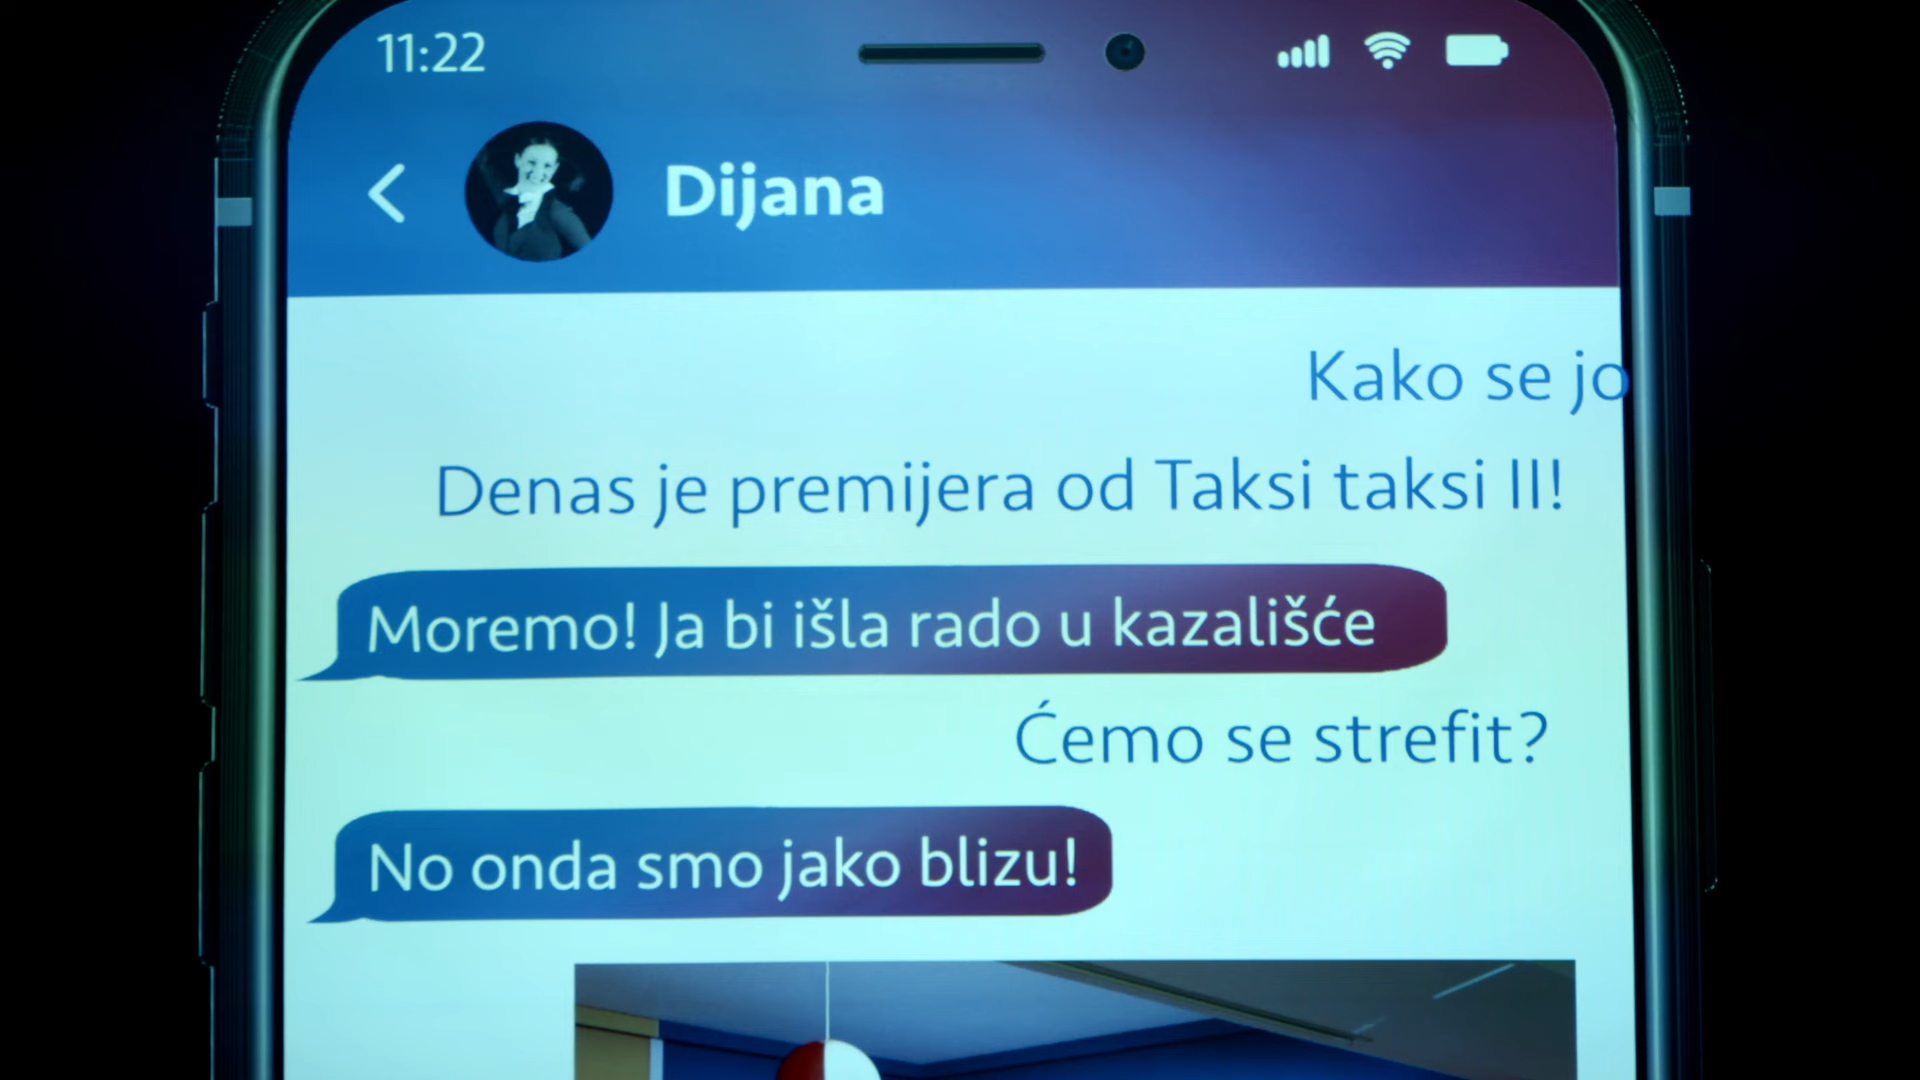 11:22
Dijana
Kako se jo
Denas je premijera od Taksi taksi II!
Moremo! Ja bi išla rado u kazališće
Ćemo se strefit?
No onda smo jako blizu!